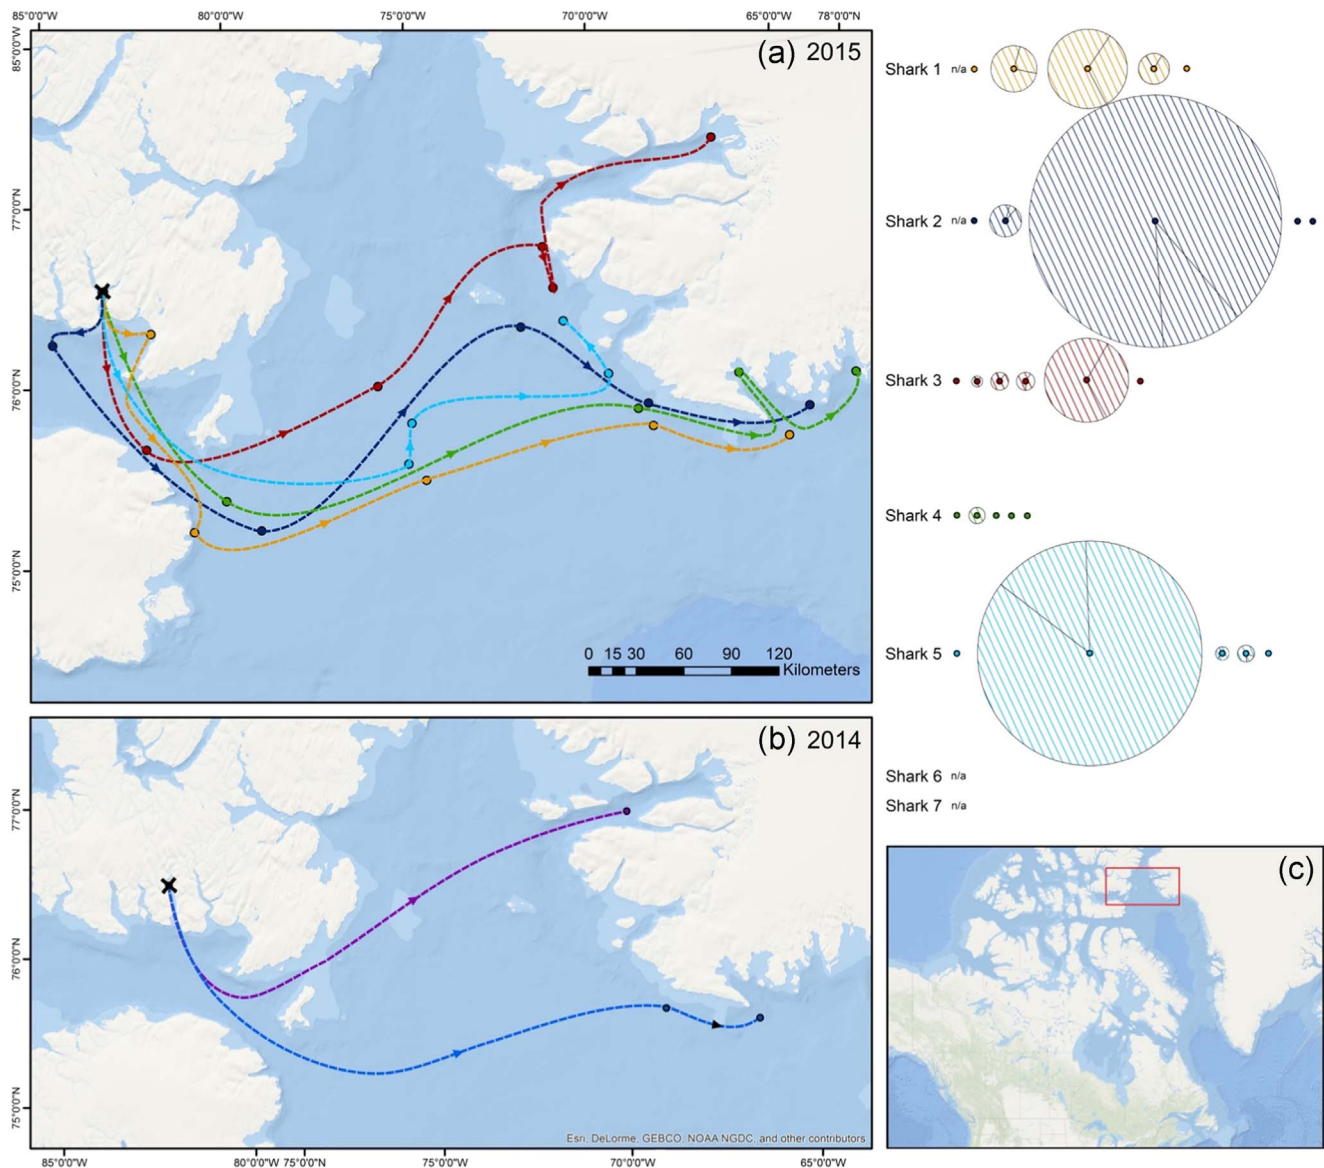 85°0'0"W 80°0'0"W 75°0'0"W 70°0'0"W 65°0'0"W 78°0'0"W
85°0'0"W
77°0'0"N
76°0'0"N
75°0'0"N
(a) 2015
0 15 30 60 90 120
Kilometers
Shark 1 n/a
Shark 2 n/a
Shark 3
Shark 4
Shark 5
Shark 6 n/a
Shark 7 n/a
(b) 2014
77°0'0"N
76°0'0"N
75°0'0"N
Esri, DeLorme, GEBCO, NOAA NGDC, and other contributors
85°0'0"W 80°0'0"W 75°0'0"N 75°0'0"W 70°0'0"W 65°0'0"W
(c)